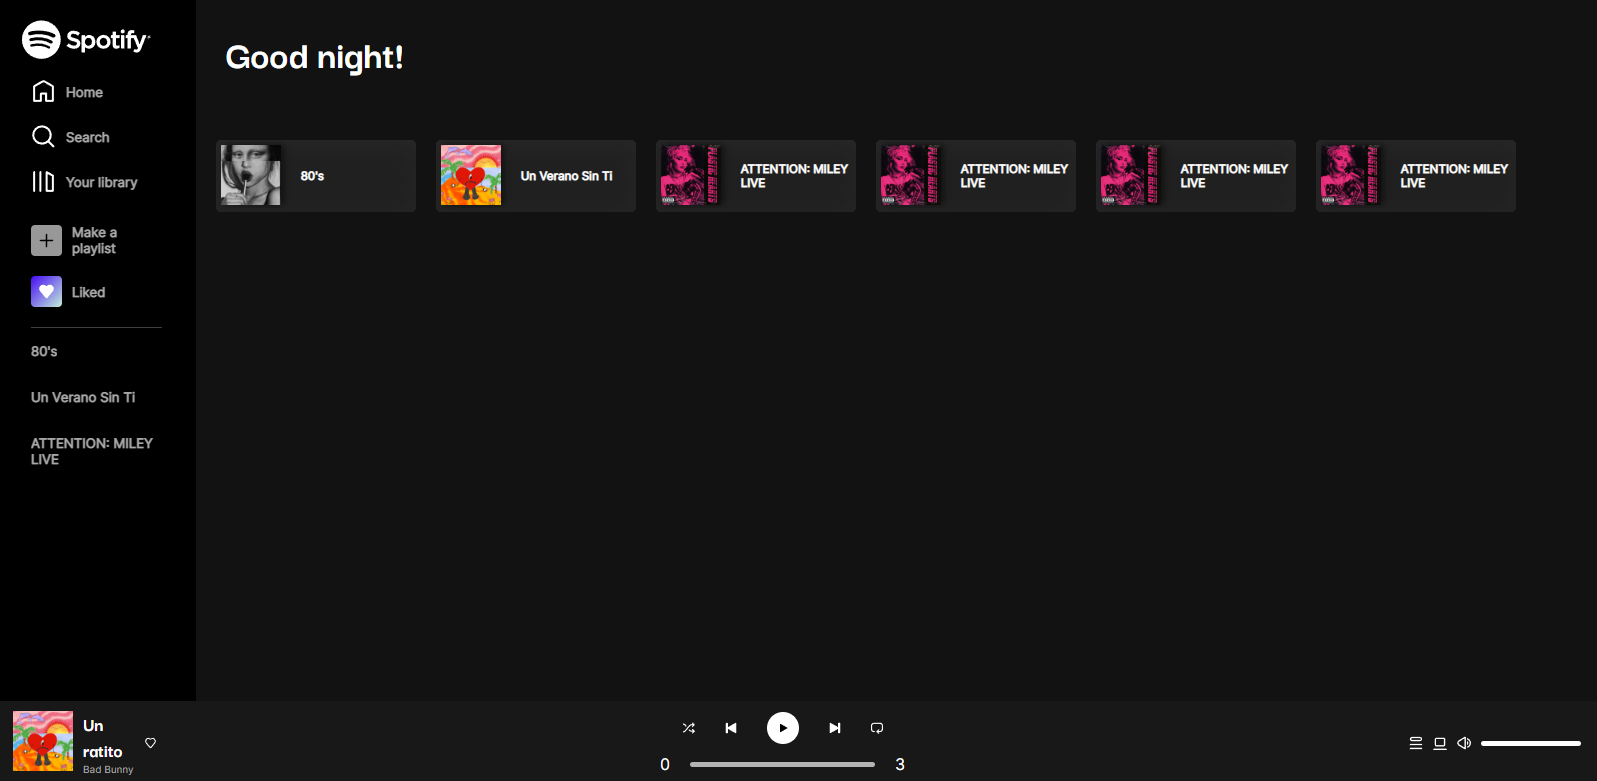 Spotify
Home
Search
Your library
Make a
playlist
Liked
80's
Un Verano Sin Ti
ATTENTION: MILEY
LIVE
Good night!
80's
Un Verano Sin Ti
ATTENTION: MILEY
LIVE
ATTENTION: MILEY
LIVE
ATTENTION: MILEY
LIVE
ATTENTION: MILEY
LIVE
Un
ratito
Bad Bunny
0
3